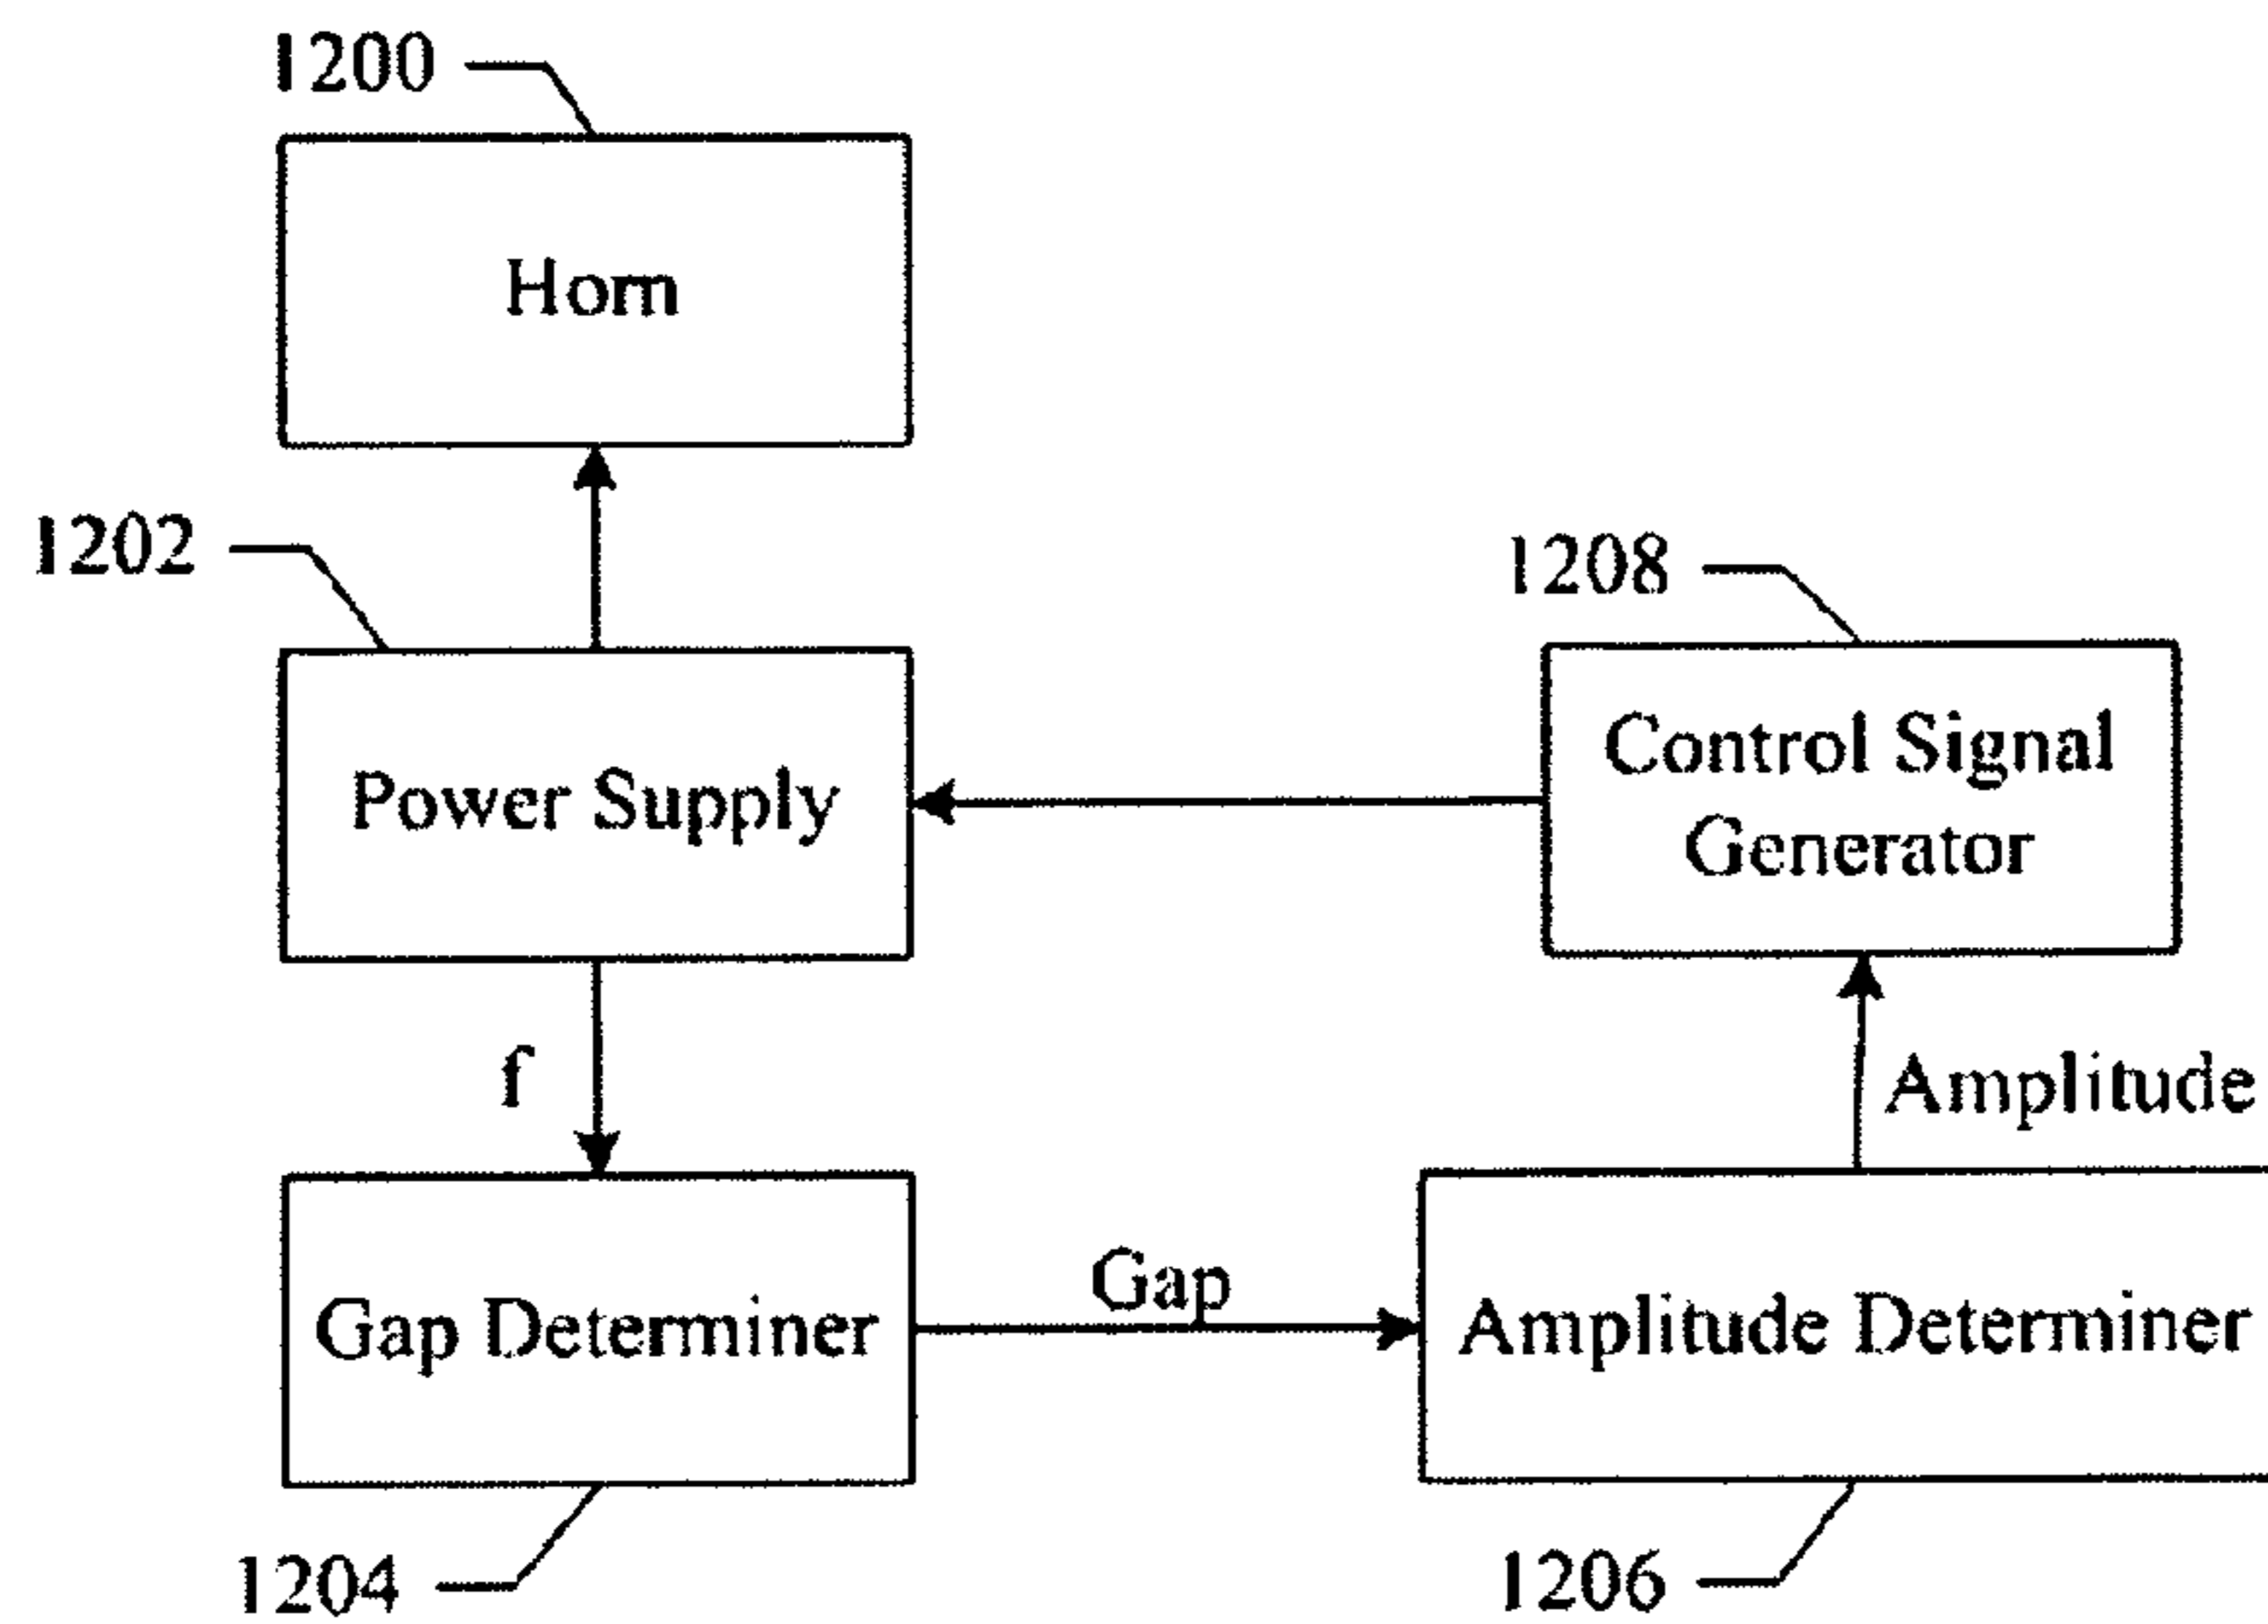 1200
Horn
1202
1208
Power Supply
Control Signal
Generator
f
Amplitude
Gap Determiner
Gap
Amplitude Determiner
1204
1206